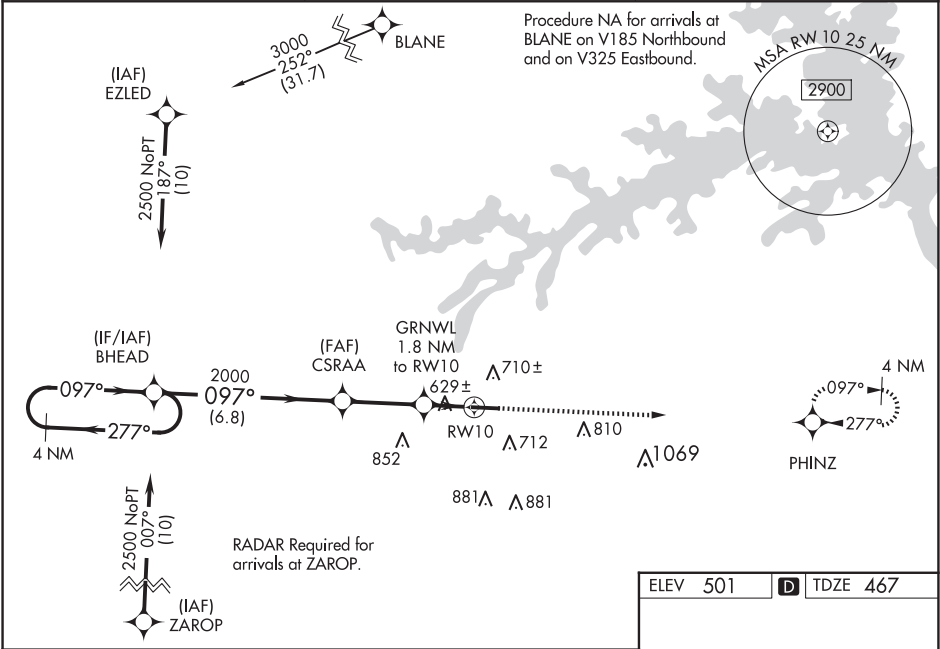 3000
252°
(31.7)
BLANE
Procedure NA for arrivals at
BLANE on V185 Northbound
and on V325 Eastbound.
MSA RW 10 25 NM
2900
(IAF)
EZLED
2500 NoPT
187°
(10)
(IF/IAF)
BHEAD
097°
277°
4 NM
2000
097°
(6.8)
(FAF)
CSRAA
GRNWL
1.8 NM
to RW10
629±
710±
RW10
852
712
810
1069
881
881
4 NM
097°
277°
PHINZ
2500 NoPT
007°
(10)
(IAF)
ZAROP
RADAR Required for
arrivals at ZAROP.
ELEV 501 D TDZE 467